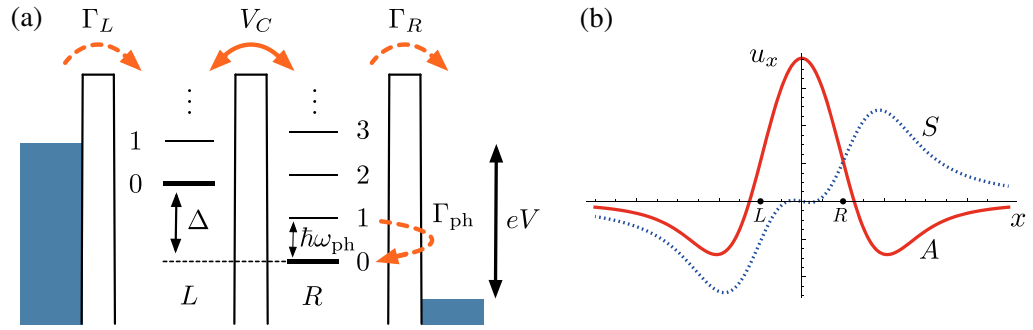 (a)
Γ_L V_C Γ_R
⋮ ⋮
1 3
0 2
Δ 1 Γ_ph eV
ħω_ph 0
L R
(b)
u_x
S
L R x
A